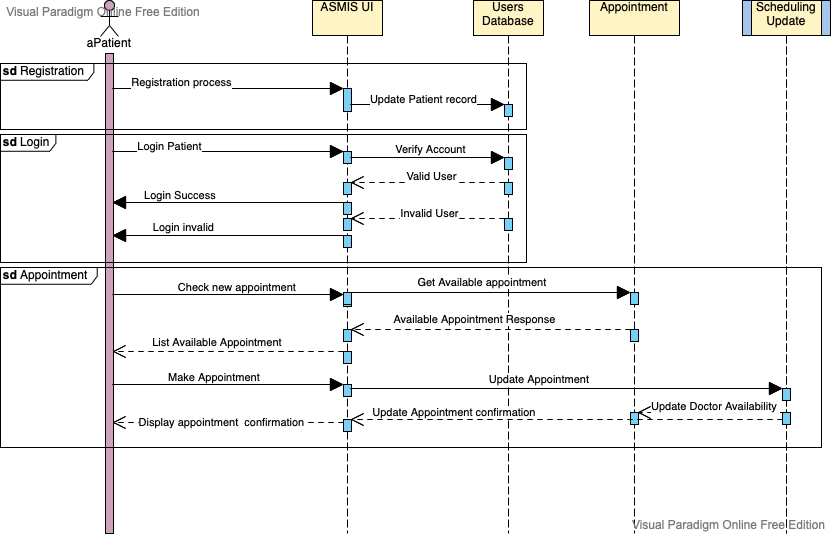 Visual Paradigm Online Free Edition
aPatient
ASMIS UI
Users
Database
Appointment
Scheduling
Update
sd Registration
Registration process
Update Patient record
sd Login
Login Patient
Verify Account
Valid User
Login Success
Invalid User
Login invalid
sd Appointment
Check new appointment
Get Available appointment
Available Appointment Response
List Available Appointment
Make Appointment
Update Appointment
Update Doctor Availability
Update Appointment confirmation
Display appointment confirmation
Visual Paradigm Online Free Edition